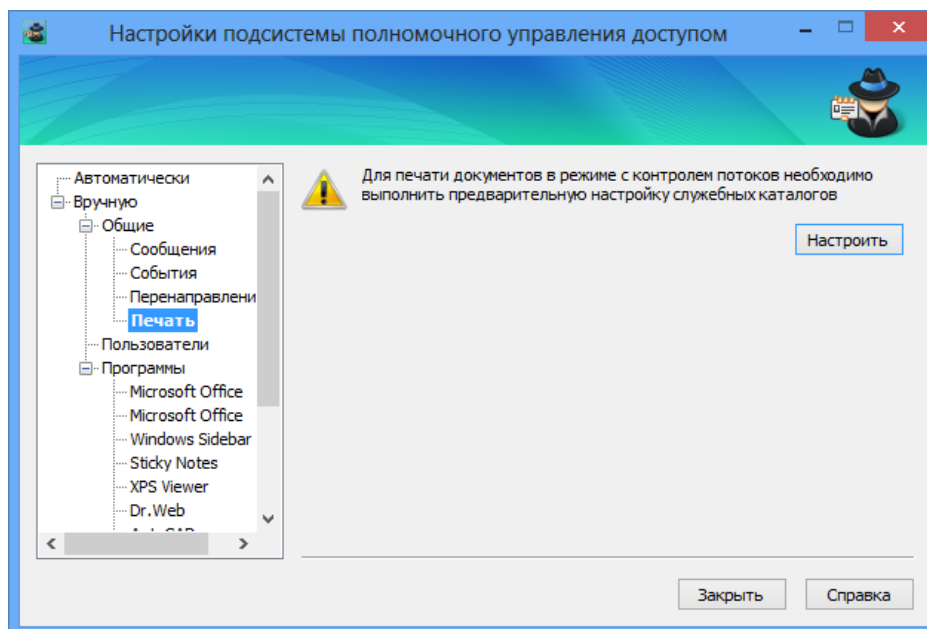 Настройки подсистемы полномочного управления доступом
Автоматически
Вручную
Общие
Сообщения
События
Перенаправлени
Печать
Пользователи
Программы
Microsoft Office
Microsoft Office
Windows Sidebar
Sticky Notes
XPS Viewer
Dr.Web
Для печати документов в режиме с контролем потоков необходимо
выполнить предварительную настройку служебных каталогов
Настроить
Закрыть
Справка